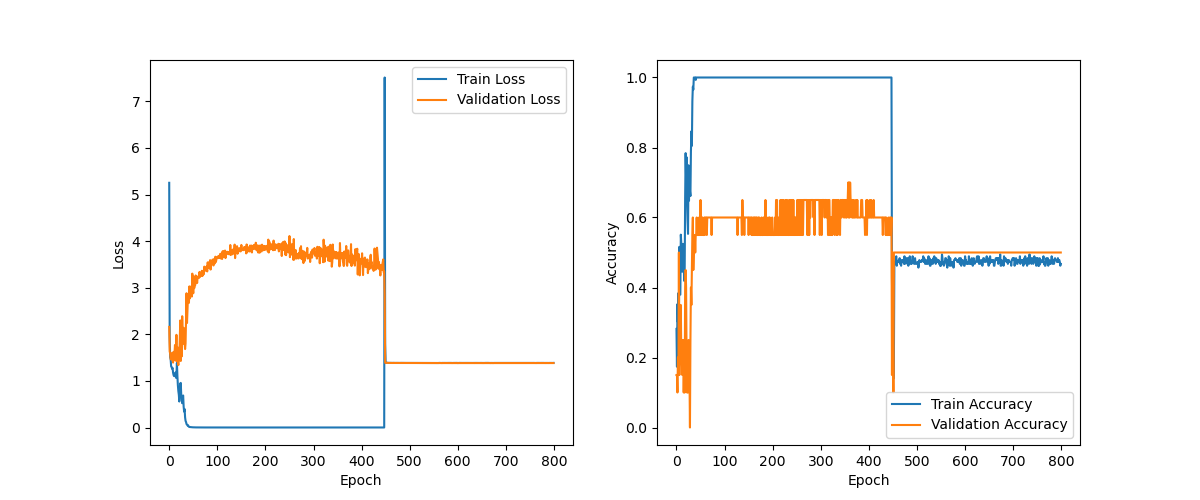 Train Loss
Validation Loss
7
6
5
4
3
2
1
0
Loss
0 100 200 300 400 500 600 700 800
Epoch
1.0
0.8
0.6
0.4
0.2
0.0
Accuracy
Train Accuracy
Validation Accuracy
0 100 200 300 400 500 600 700 800
Epoch